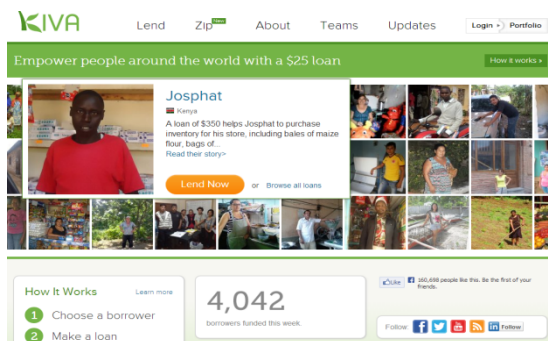 KIVA
Lend Zip New About Teams Updates Login Portfolio
Empower people around the world with a $25 loan
How it works »
Josphat
Kenya
A loan of $350 helps Josphat to purchase
inventory for his store, including bales of maize
flour, bags of...
Read their story>
Lend Now or Browse all loans
How It Works Learn more
1 Choose a borrower
2 Make a loan
4,042
borrowers funded this week.
Like 160,698 people like this. Be the first of your
friends.
Follow: f You Tube in Follow